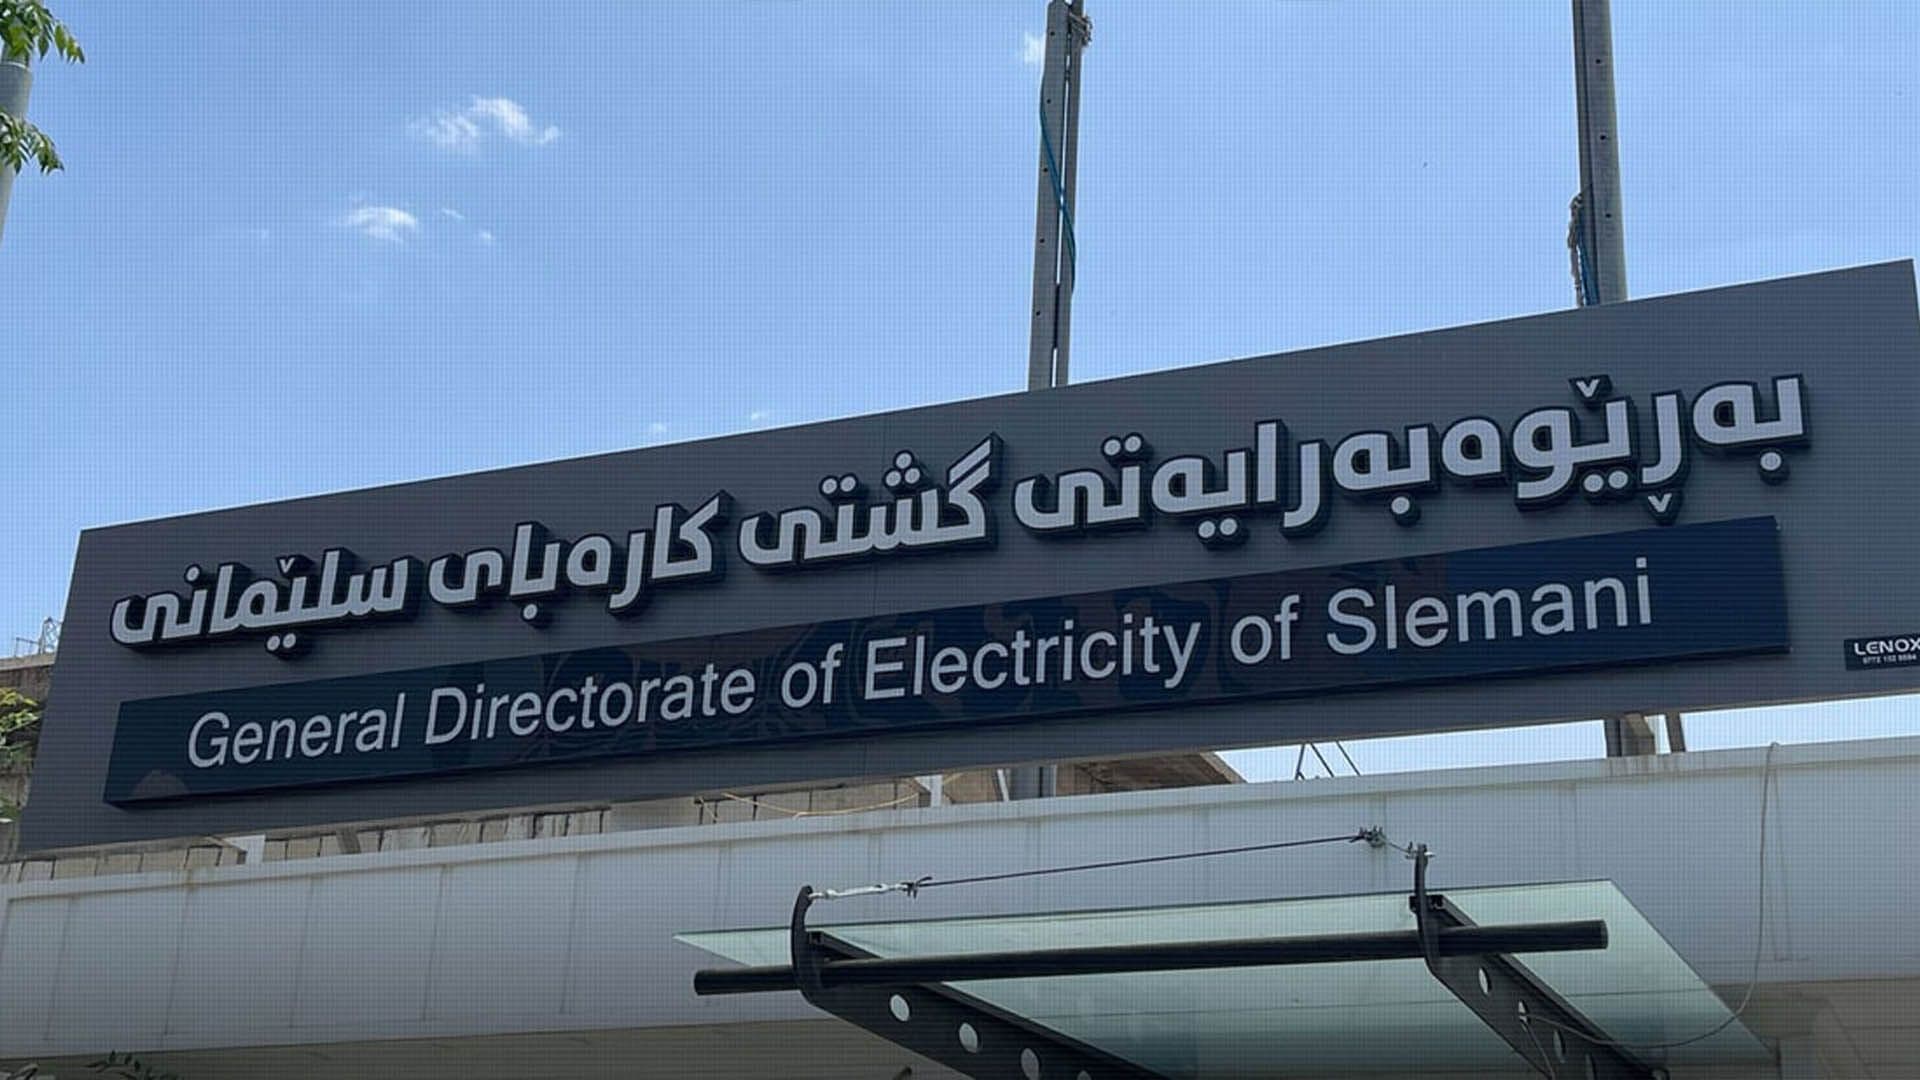 بەڕێوەبەرایەتی گشتی کارەبای سلێمانی
General Directorate of Electricity of Slemani
LENOX